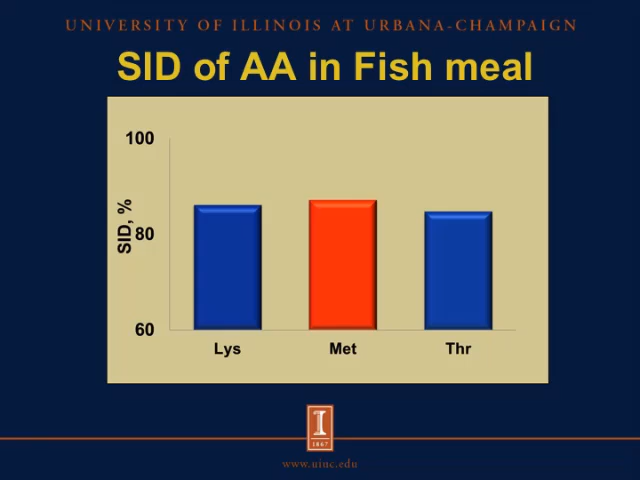 UNIVERSITY OF ILLINOIS AT URBANA-CHAMPAIGN
SID of AA in Fish meal
100
SID, %
80
60
Lys Met Thr
I
1867
www.uiuc.edu